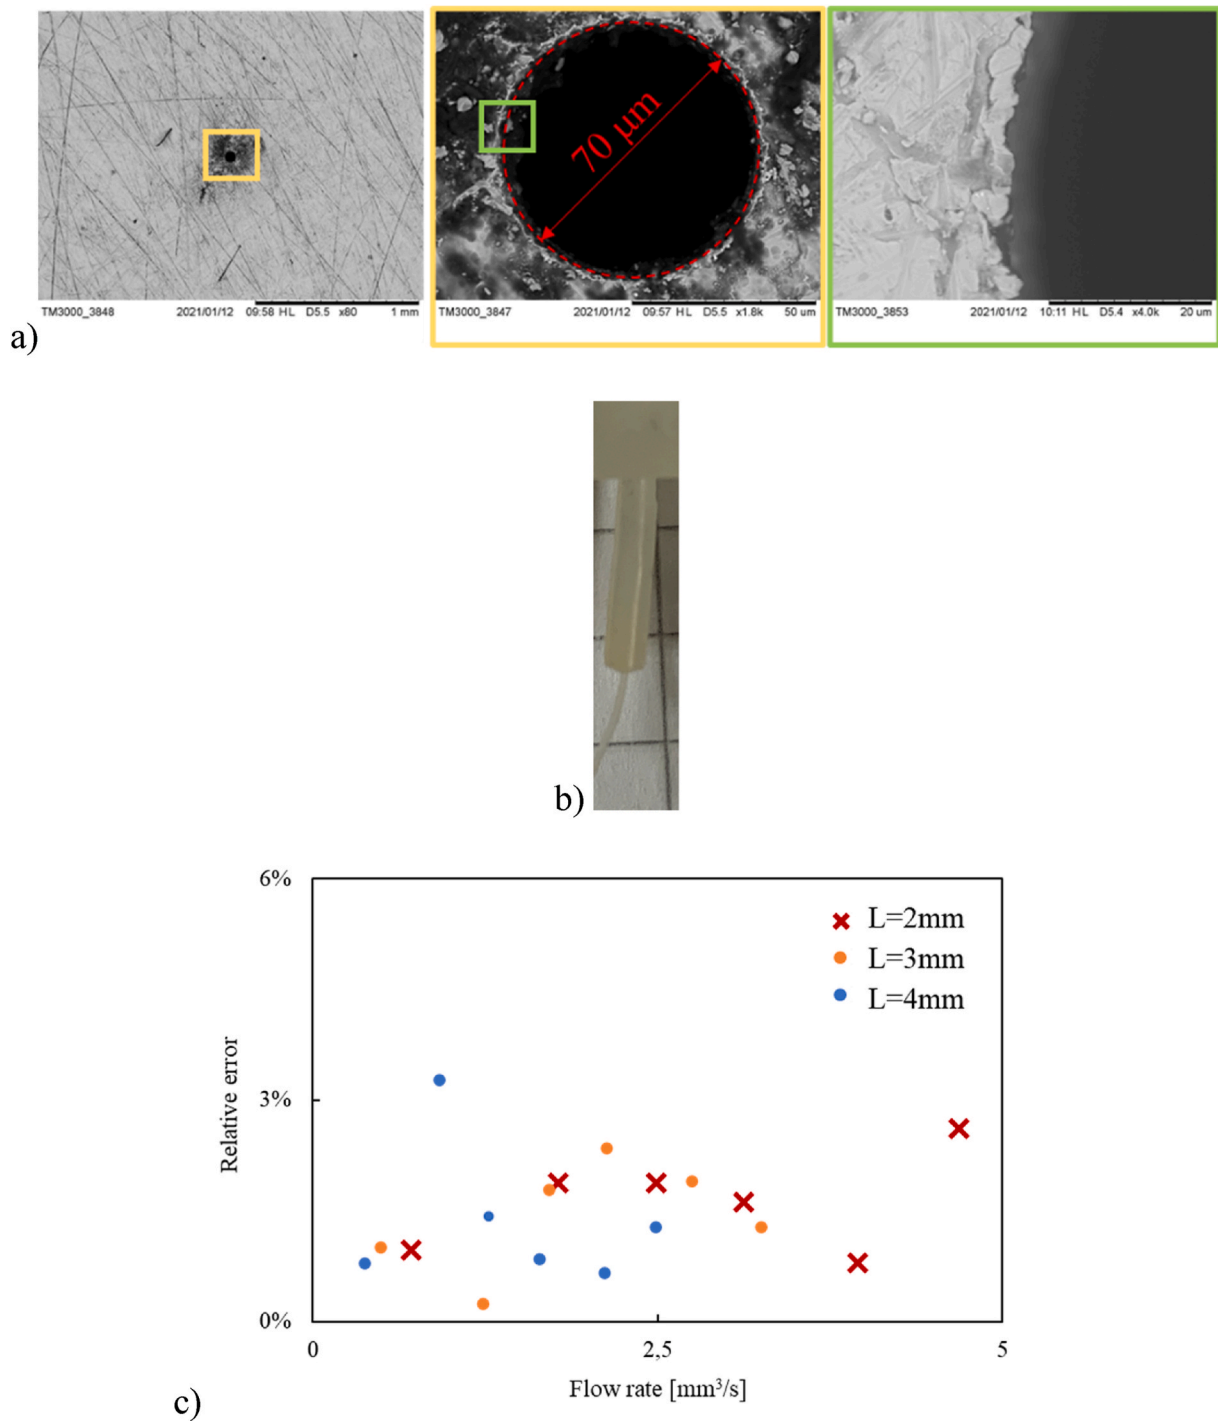 70 μm
TM3000_3848 2021/01/12 09:58 HL D5.5 x80 1 mm
TM3000_3847 2021/01/12 09:57 HL D5.5 x1.8k 50 um
TM3000_3853 2021/01/12 10:11 HL D5.4 x4.0k 20 um
a)
b)
6%
L=2mm
L=3mm
L=4mm
Relative error
3%
0%
0 2,5 5
Flow rate [mm³/s]
c)